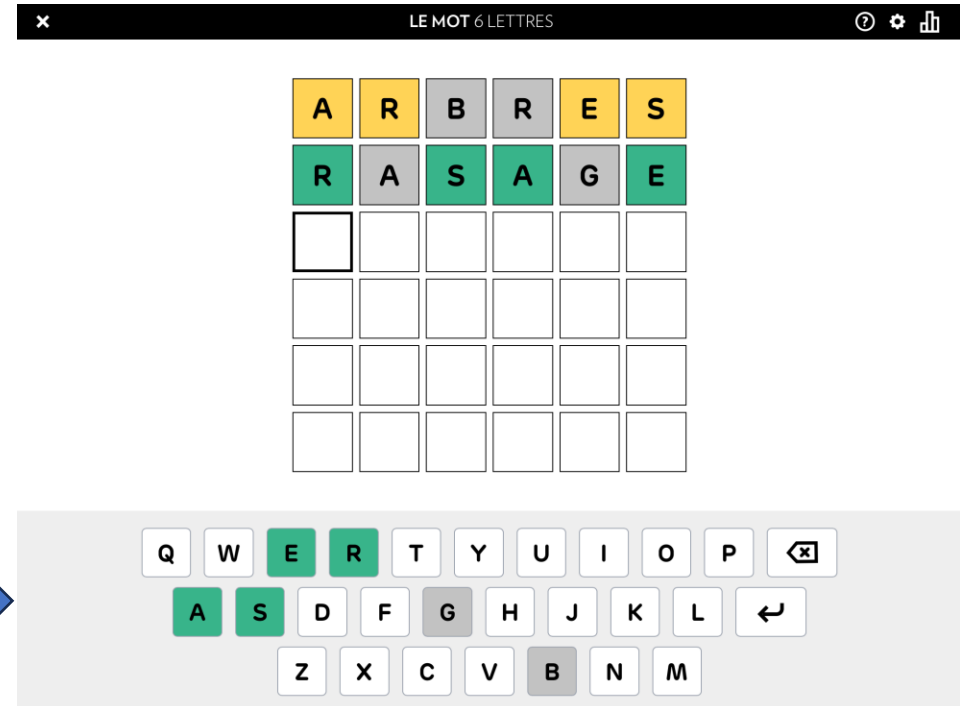 LE MOT 6 LETTRES
A R B R E S
R A S A G E
Q W E R T Y U I O P
A S D F G H J K L
Z X C V B N M